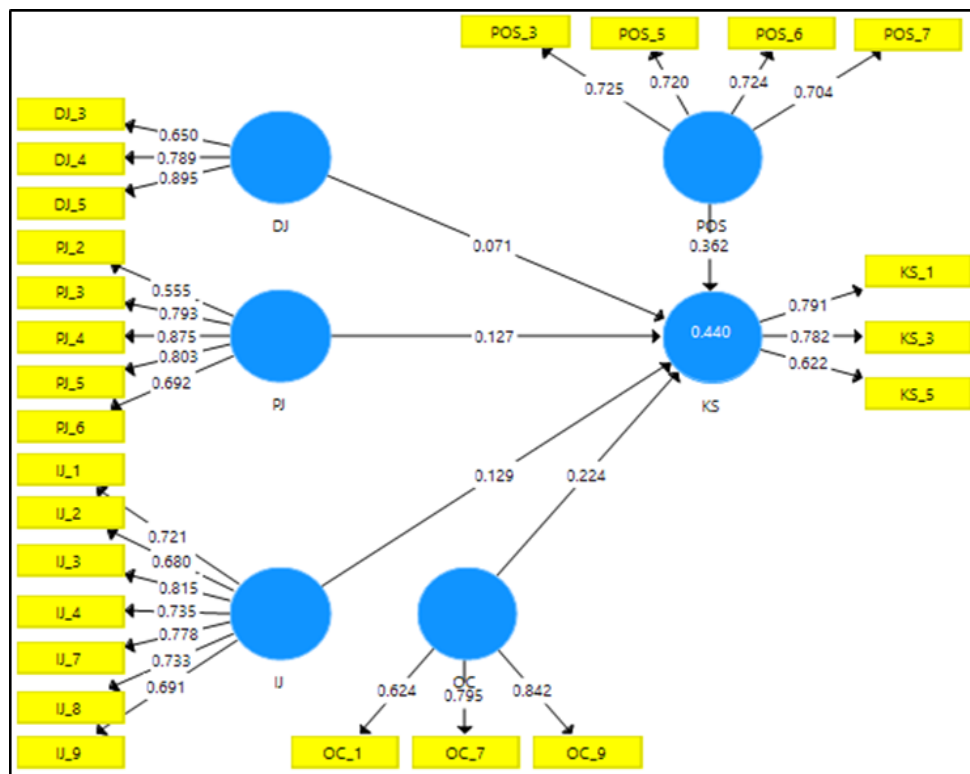 POS_3
POS_5
POS_6
POS_7
0.725
0.720
0.724
0.704
POS
0.362
DJ_3
DJ_4
DJ_5
0.650
0.789
0.895
DJ
0.071
PJ_2
PJ_3
PJ_4
PJ_5
PJ_6
0.555
0.793
0.875
0.803
0.692
PJ
0.127
0.440
KS
0.791
0.782
0.622
KS_1
KS_3
KS_5
IJ_1
IJ_2
IJ_3
IJ_4
IJ_7
IJ_8
IJ_9
0.721
0.680
0.815
0.735
0.778
0.733
0.691
IJ
0.129
0.224
OC
0.624
0.795
0.842
OC_1
OC_7
OC_9